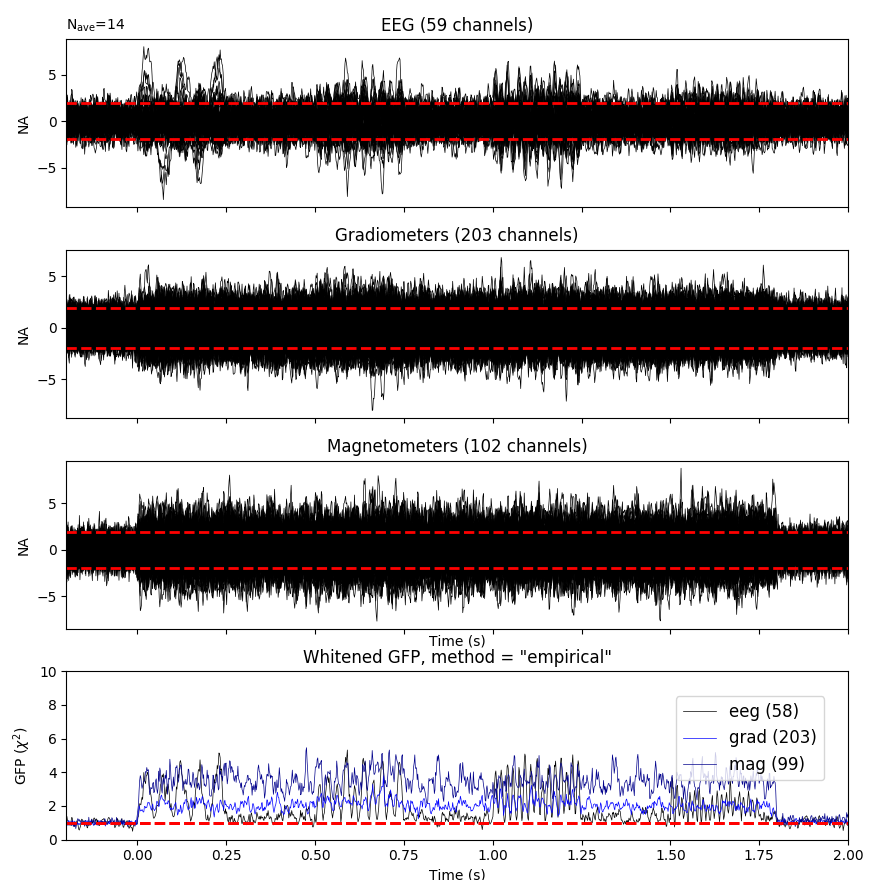 N_ave=14
EEG (59 channels)
5
0
−5
NA
Gradiometers (203 channels)
5
0
−5
NA
Magnetometers (102 channels)
5
0
−5
NA
Time (s)
Whitened GFP, method = "empirical"
10
8
6
4
2
0
GFP (χ²)
eeg (58)
grad (203)
mag (99)
0.00 0.25 0.50 0.75 1.00 1.25 1.50 1.75 2.00
Time (s)